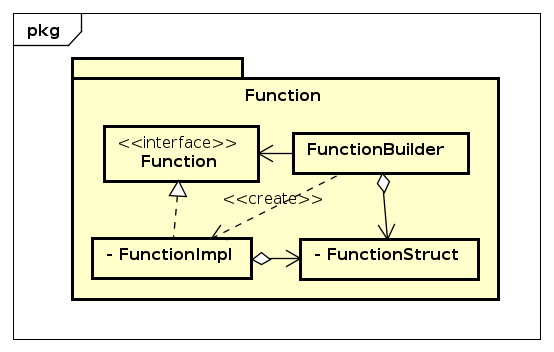 pkg
Function
<<interface>>
Function
FunctionBuilder
<<create>>
- FunctionImpl
- FunctionStruct